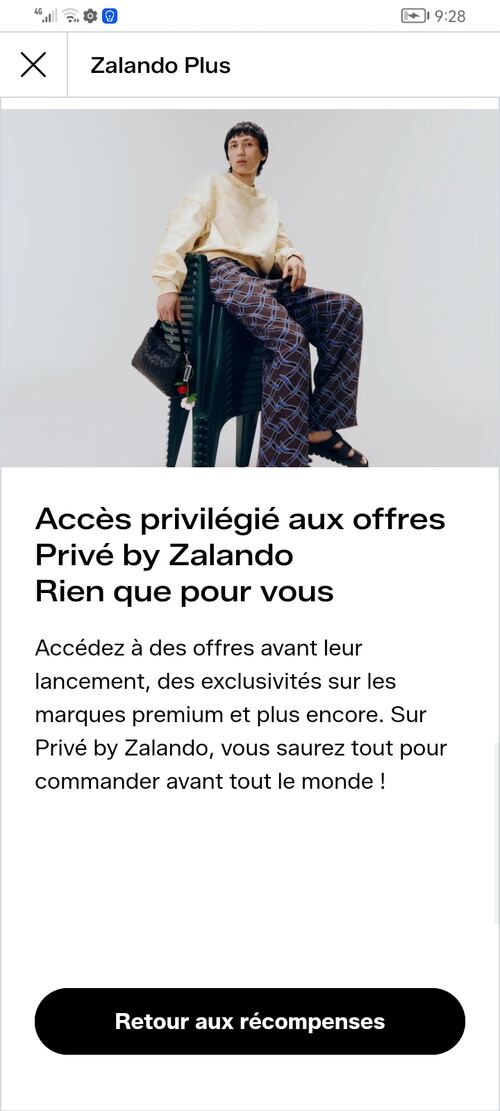 4G 9:28
Zalando Plus
Accès privilégié aux offres
Privé by Zalando
Rien que pour vous
Accédez à des offres avant leur
lancement, des exclusivités sur les
marques premium et plus encore. Sur
Privé by Zalando, vous saurez tout pour
commander avant tout le monde !
Retour aux récompenses